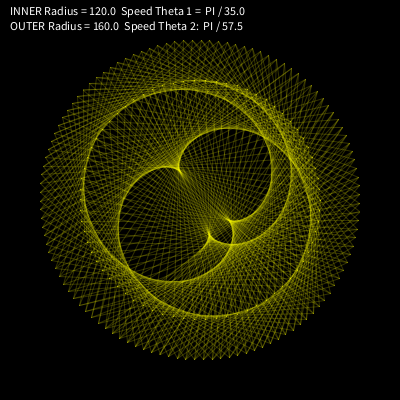 INNER Radius = 120.0  Speed Theta 1 =  PI / 35.0
OUTER Radius = 160.0  Speed Theta 2:  PI / 57.5